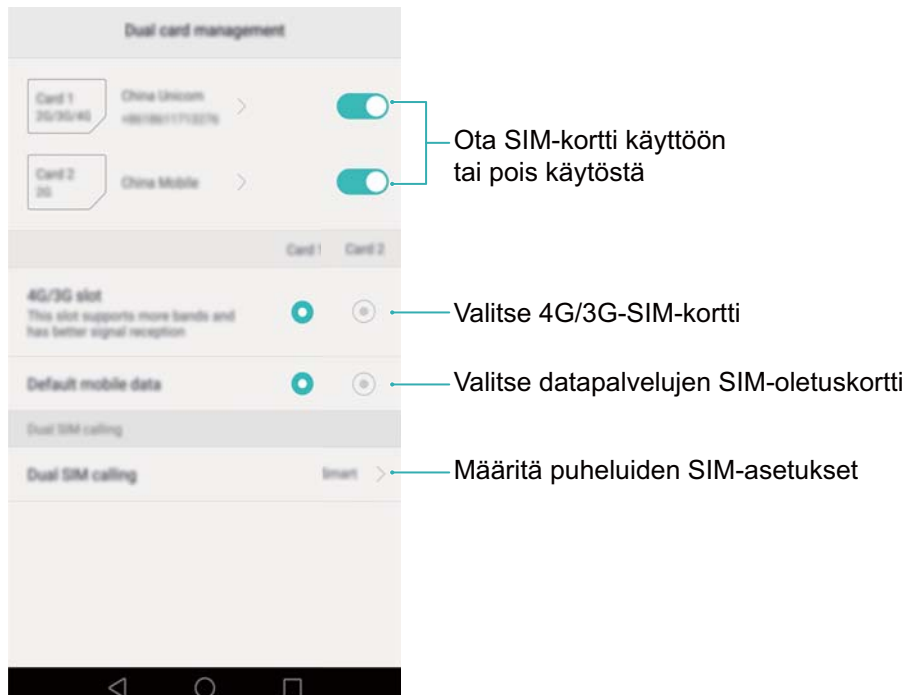 Dual card management
Card 1
2G/3G/4G
China Unicom
Card 2
2G
China Mobile
Ota SIM-kortti käyttöön
tai pois käytöstä
Card 1
Card 2
4G/3G slot
This slot supports more bands and
has better signal reception
Valitse 4G/3G-SIM-kortti
Default mobile data
Valitse datapalvelujen SIM-oletuskortti
Dual SIM calling
Dual SIM calling
Smart
Määritä puheluiden SIM-asetukset